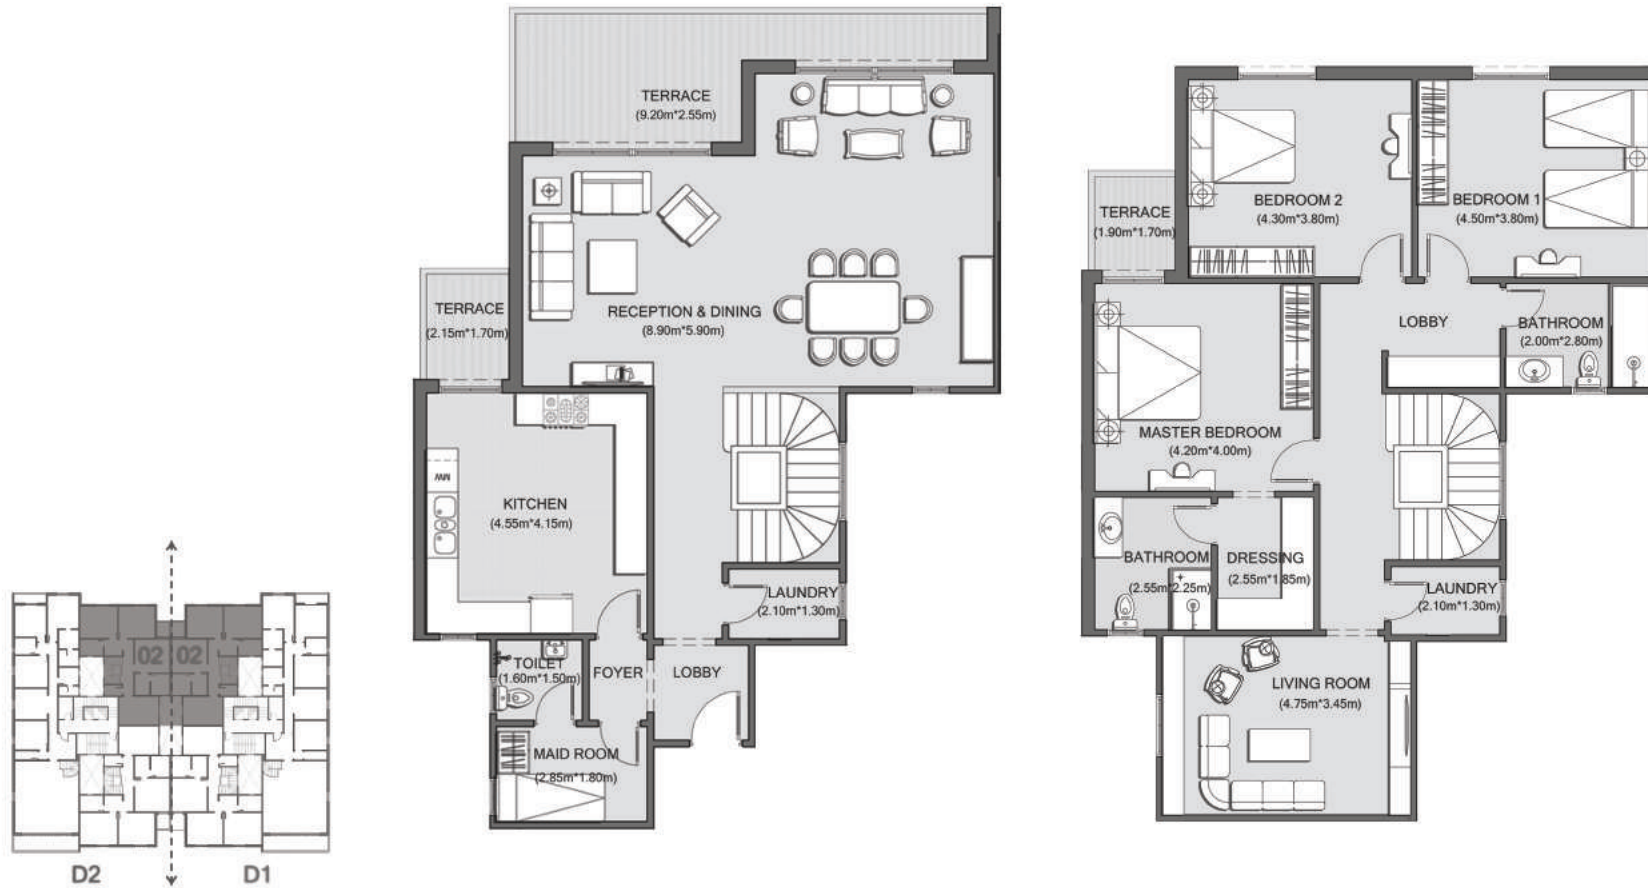 TERRACE
(9.20m*2.55m)
TERRACE
(2.15m*1.70m)
RECEPTION & DINING
(8.90m*5.90m)
MW
KITCHEN
(4.55m*4.15m)
LAUNDRY
(2.10m*1.30m)
TOILET
(1.60m*1.50m)
FOYER
LOBBY
MAID ROOM
(2.85m*1.80m)
BEDROOM 2
(4.30m*3.80m)
BEDROOM 1
(4.50m*3.80m)
TERRACE
(1.90m*1.70m)
LOBBY
BATHROOM
(2.00m*2.80m)
MASTER BEDROOM
(4.20m*4.00m)
BATHROOM
(2.55m*2.25m)
DRESSING
(2.55m*1.85m)
LAUNDRY
(2.10m*1.30m)
LIVING ROOM
(4.75m*3.45m)
02 02
D2
D1